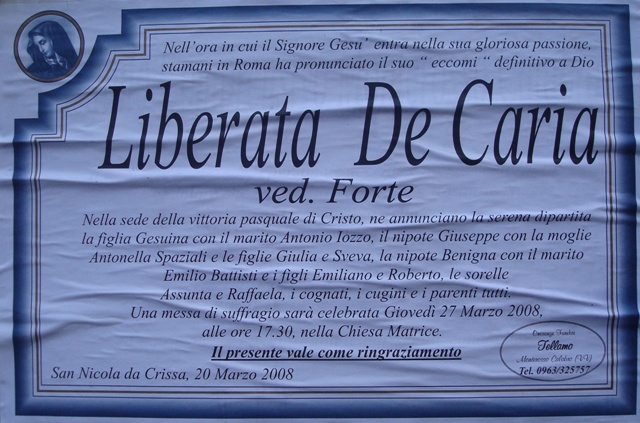 Nell'ora in cui il Signore Gesu' entra nella sua gloriosa passione,
stamani in Roma ha pronunciato il suo " eccomi " definitivo a Dio
Liberata De Caria
ved. Forte
Nella sede della vittoria pasquale di Cristo, ne annunciano la serena dipartita
la figlia Gesuina con il marito Antonio Iozzo, il nipote Giuseppe con la moglie
Antonella Spaziali e le figlie Giulia e Sveva, la nipote Benigna con il marito
Emilio Battisti e i figli Emiliano e Roberto, le sorelle
Assunta e Raffaela, i cognati, i cugini e i parenti tutti.
Una messa di suffragio sarà celebrata Giovedì 27 Marzo 2008,
alle ore 17.30, nella Chiesa Matrice.
Il presente vale come ringraziamento
San Nicola da Crissa, 20 Marzo 2008
Onoranze Funebri
Tellamo
(VV)
Tel. 0963/325757